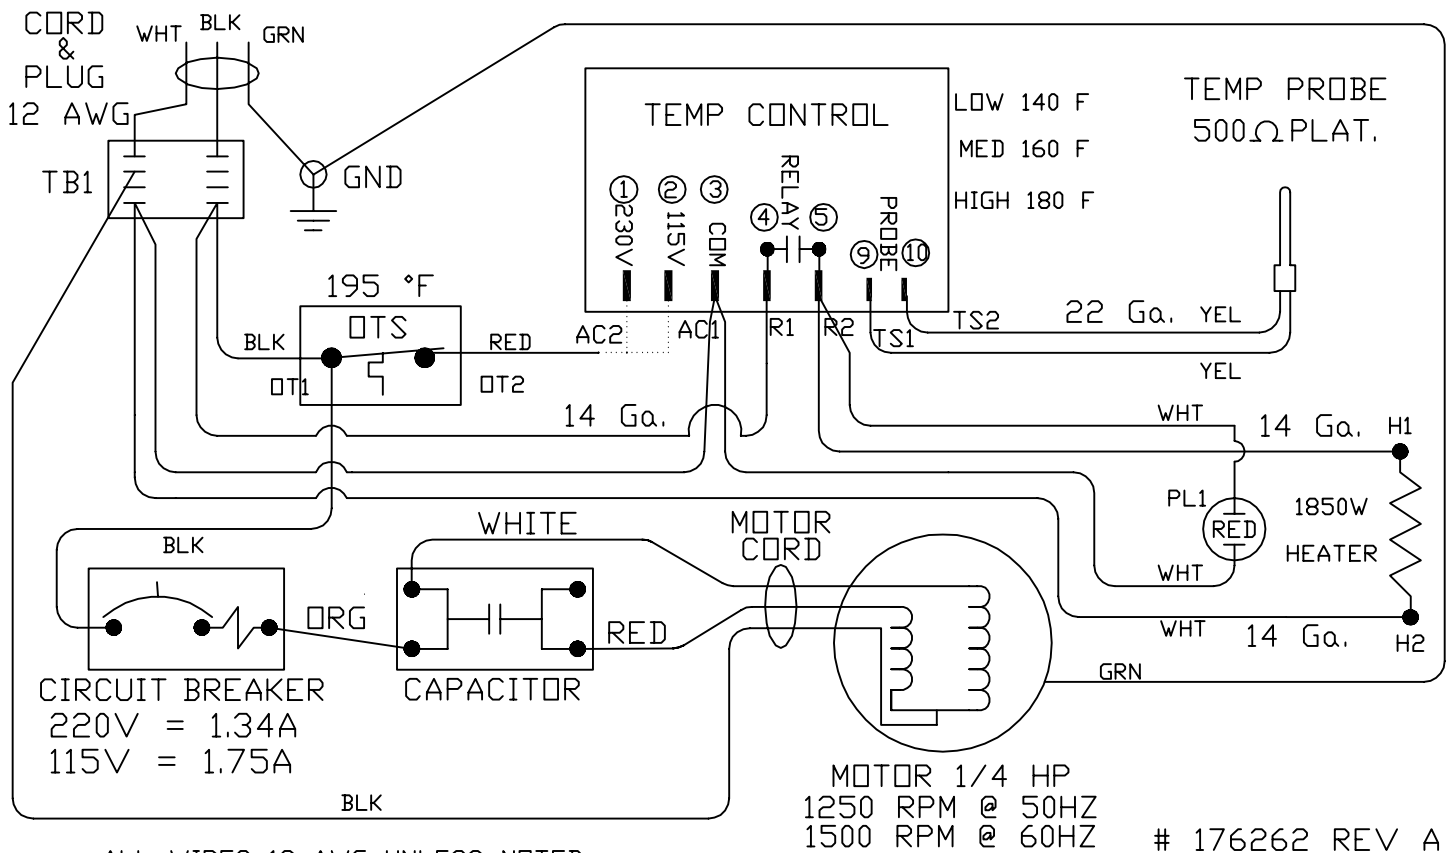 CORD
&
PLUG
12 AWG
WHT
BLK
GRN
TB1
GND
TEMP CONTROL
LOW 140 F
MED 160 F
HIGH 180 F
TEMP PROBE
500Ω PLAT.
1
2
3
4
5
9
10
230V
115V
COM
RELAY
PROBE
AC2
AC1
R1
R2
TS1
TS2
22 Ga.
YEL
YEL
195 °F
OTS
BLK
RED
OT1
OT2
14 Ga.
WHT
14 Ga.
H1
PL1
RED
1850W
HEATER
WHT
WHT
14 Ga.
H2
BLK
WHITE
MOTOR
CORD
ORG
RED
CIRCUIT BREAKER
220V = 1.34A
115V = 1.75A
CAPACITOR
GRN
BLK
MOTOR 1/4 HP
1250 RPM @ 50HZ
1500 RPM @ 60HZ
# 176262 REV A